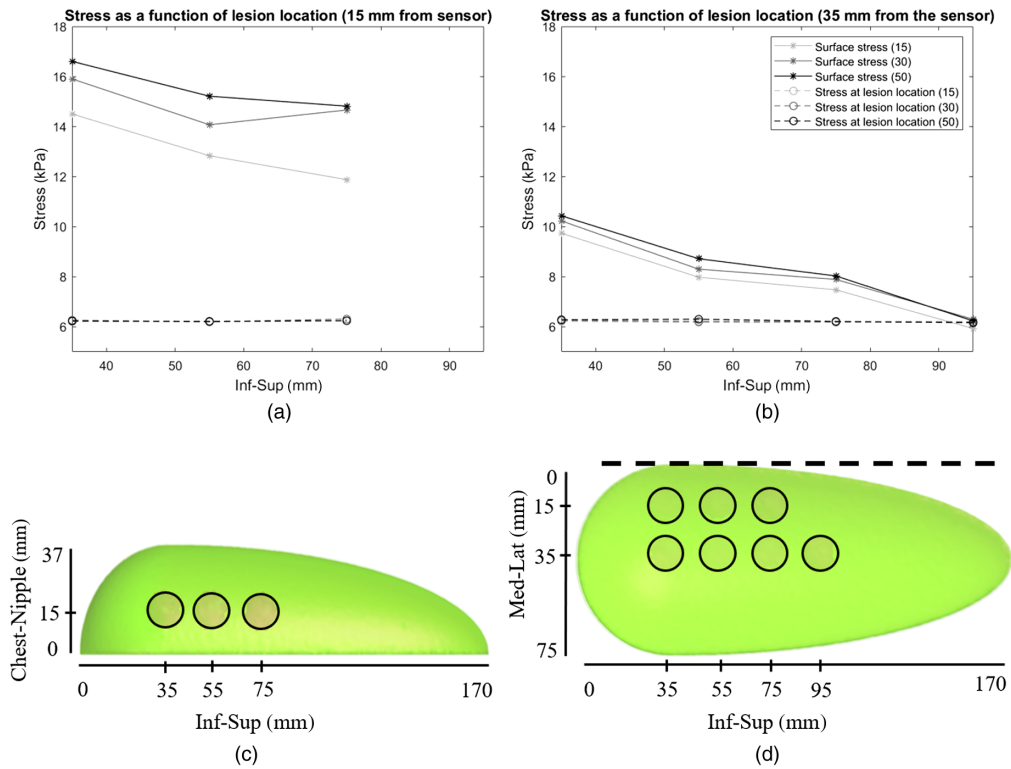 Stress as a function of lesion location (15 mm from sensor)
18
16
14
12
10
8
6
Stress (kPa)
40 50 60 70 80 90
Inf-Sup (mm)
(a)
Stress as a function of lesion location (35 mm from the sensor)
18
16
14
12
10
8
6
Stress (kPa)
Surface stress (15)
Surface stress (30)
Surface stress (50)
Stress at lesion location (15)
Stress at lesion location (30)
Stress at lesion location (50)
40 50 60 70 80 90
Inf-Sup (mm)
(b)
Chest-Nipple (mm)
37
15
0
0 35 55 75 170
Inf-Sup (mm)
(c)
Med-Lat (mm)
0
15
35
75
0 35 55 75 95 170
Inf-Sup (mm)
(d)